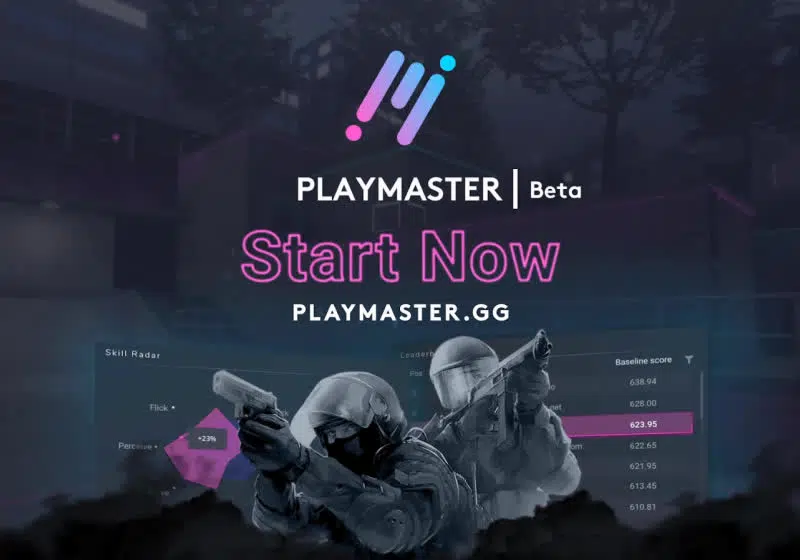 PLAYMASTER | Beta
Start Now
PLAYMASTER.GG
Skill Radar
Flick
Perceive
+23%
Baseline score
638.94
628.00
623.95
622.65
621.95
613.45
610.81